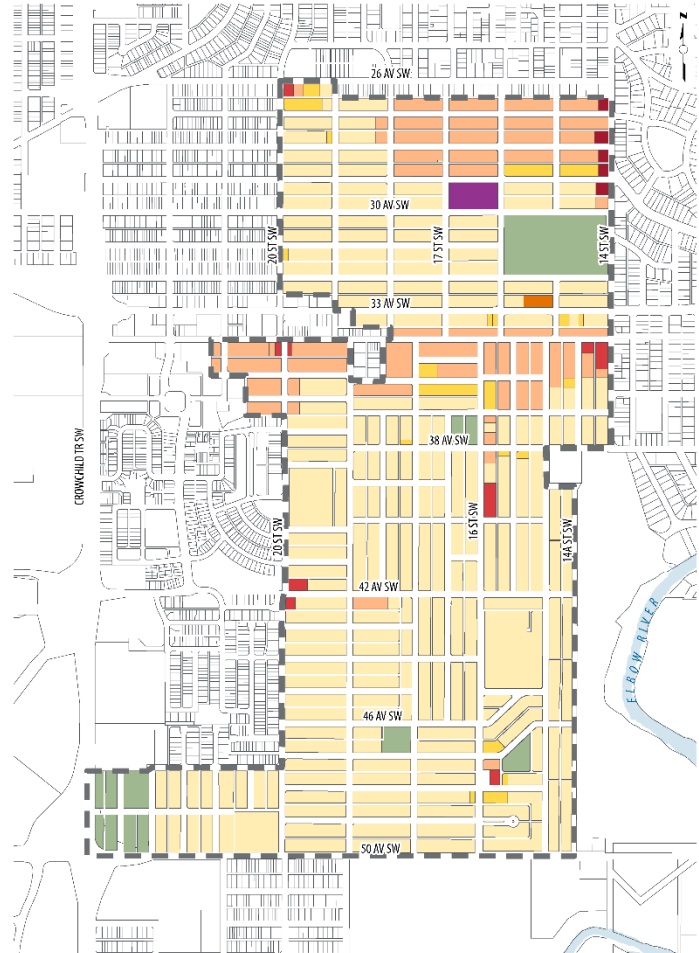 N
26 AV SW
30 AV SW
20 ST SW
17 ST SW
14 ST SW
33 AV SW
38 AV SW
CROWCHILD TR SW
20 ST SW
16 ST SW
14A ST SW
42 AV SW
ELBOW RIVER
46 AV SW
50 AV SW